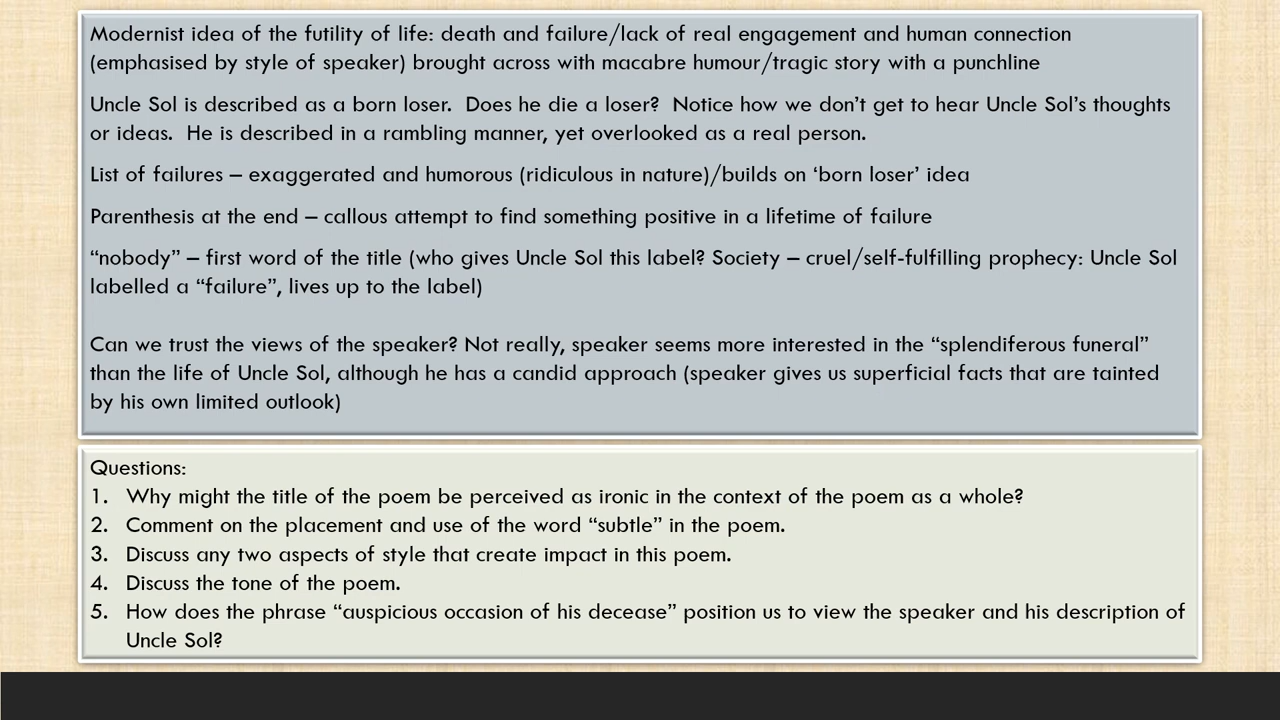 Modernist idea of the futility of life: death and failure/lack of real engagement and human connection
(emphasised by style of speaker) brought across with macabre humour/tragic story with a punchline
Uncle Sol is described as a born loser.  Does he die a loser?  Notice how we don’t get to hear Uncle Sol’s thoughts
or ideas.  He is described in a rambling manner, yet overlooked as a real person.
List of failures – exaggerated and humorous (ridiculous in nature)/builds on ‘born loser’ idea
Parenthesis at the end – callous attempt to find something positive in a lifetime of failure
“nobody” – first word of the title (who gives Uncle Sol this label? Society – cruel/self-fulfilling prophecy: Uncle Sol
labelled a “failure”, lives up to the label)
Can we trust the views of the speaker? Not really, speaker seems more interested in the “splendiferous funeral”
than the life of Uncle Sol, although he has a candid approach (speaker gives us superficial facts that are tainted
by his own limited outlook)
Questions:
1. Why might the title of the poem be perceived as ironic in the context of the poem as a whole?
2. Comment on the placement and use of the word “subtle” in the poem.
3. Discuss any two aspects of style that create impact in this poem.
4. Discuss the tone of the poem.
5. How does the phrase “auspicious occasion of his decease” position us to view the speaker and his description of
Uncle Sol?